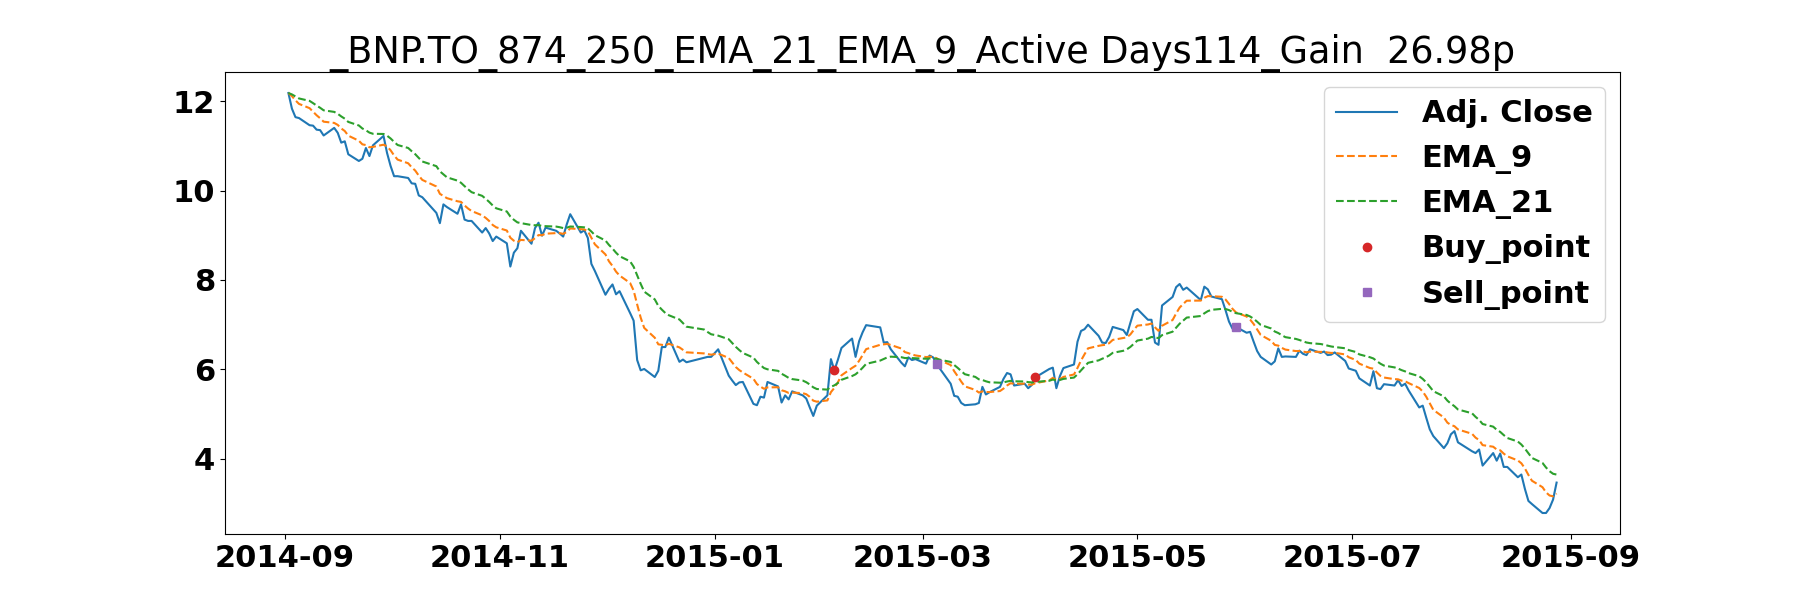 _BNP.TO_874_250_EMA_21_EMA_9_Active Days114_Gain  26.98p
12
10
8
6
4
Adj. Close
EMA_9
EMA_21
Buy_point
Sell_point
2014-09 2014-11 2015-01 2015-03 2015-05 2015-07 2015-09